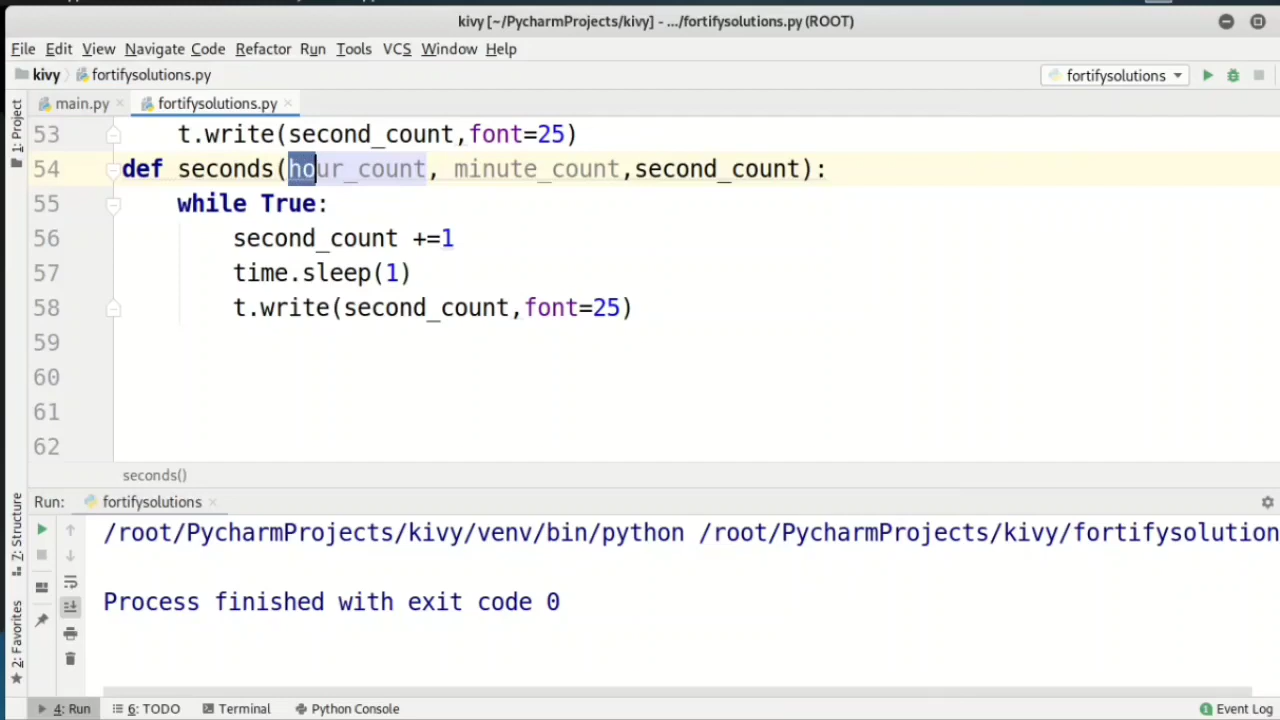 kivy [~/PycharmProjects/kivy] - .../fortifysolutions.py (ROOT)
File Edit View Navigate Code Refactor Run Tools VCS Window Help
kivy fortifysolutions.py fortifysolutions
main.py fortifysolutions.py
1: Project
53 t.write(second_count,font=25)
54 def seconds(hour_count, minute_count,second_count):
55 while True:
56 second_count +=1
57 time.sleep(1)
58 t.write(second_count,font=25)
59
60
61
62
seconds()
Run: fortifysolutions
7: Structure
2: Favorites
/root/PycharmProjects/kivy/venv/bin/python /root/PycharmProjects/kivy/fortifysolution
Process finished with exit code 0
4: Run 6: TODO Terminal Python Console 1 Event Log